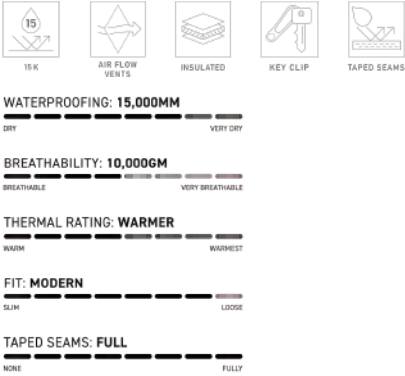 15
15K
AIR FLOW
VENTS
INSULATED
KEY CLIP
TAPED SEAMS
WATERPROOFING: 15,000MM
DRY VERY DRY
BREATHABILITY: 10,000GM
BREATHABLE VERY BREATHABLE
THERMAL RATING: WARMER
WARM WARMEST
FIT: MODERN
SLIM LOOSE
TAPED SEAMS: FULL
NONE FULLY